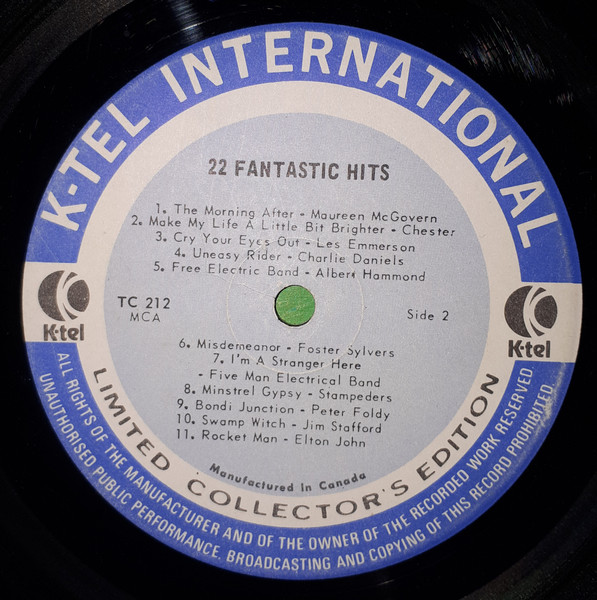 K-TEL INTERNATIONAL
22 FANTASTIC HITS
1. The Morning After - Maureen McGovern
2. Make My Life A Little Bit Brighter - Chester
3. Cry Your Eyes Out - Les Emmerson
4. Uneasy Rider - Charlie Daniels
5. Free Electric Band - Albert Hammond
K-tel
TC 212
MCA
Side 2
K-tel
6. Misdemeanor - Foster Sylvers
7. I'm A Stranger Here
- Five Man Electrical Band
8. Minstrel Gypsy - Stampeders
9. Bondi Junction - Peter Foldy
10. Swamp Witch - Jim Stafford
11. Rocket Man - Elton John
Manufactured In Canada
LIMITED COLLECTOR'S EDITION
ALL RIGHTS OF THE MANUFACTURER AND OF THE OWNER OF THE RECORDED WORK RESERVED
UNAUTHORISED PUBLIC PERFORMANCE, BROADCASTING AND COPYING OF THIS RECORD PROHIBITED